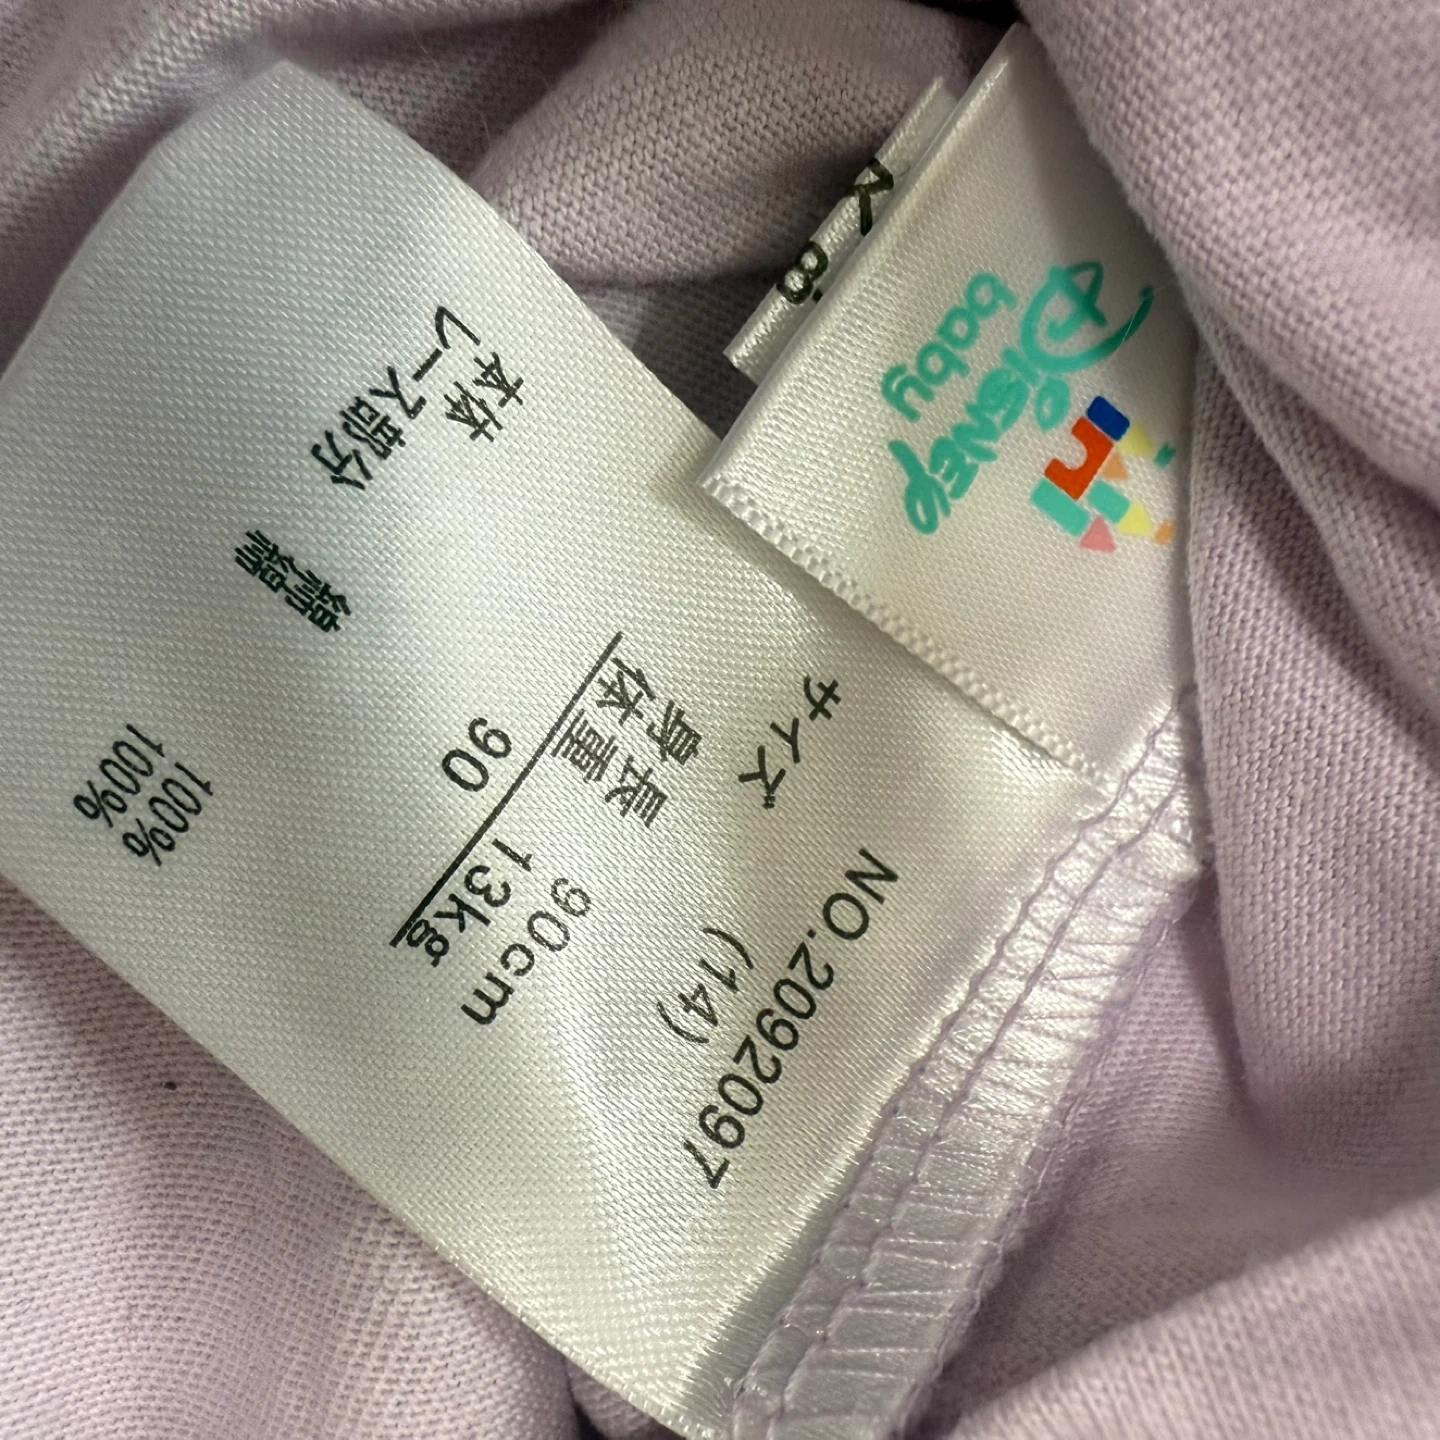 NO.2092097
(14)
サイズ
身長 90cm
体重 13kg
90
本体 綿 100%
レース部分 綿 100%
Disney
baby